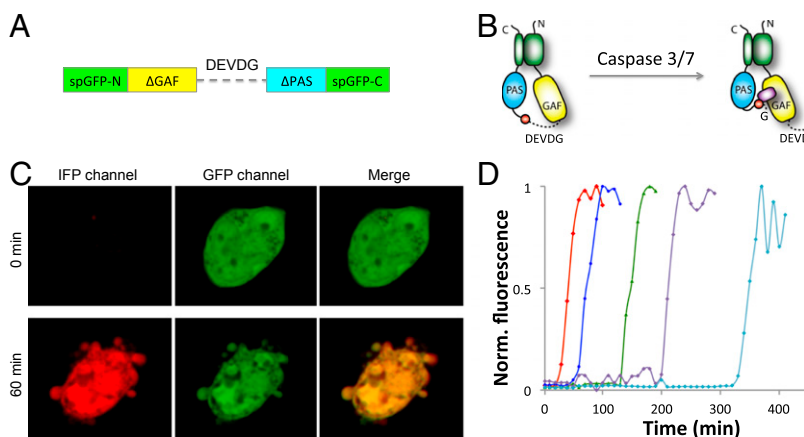 A
spGFP-N ΔGAF DEVDG ΔPAS spGFP-C
B
C N
PAS GAF
DEVDG
Caspase 3/7
C N
PAS GAF
G
C
IFP channel GFP channel Merge
0 min
60 min
D
Norm. fluorescence
1
0.5
0
0 100 200 300 400
Time (min)